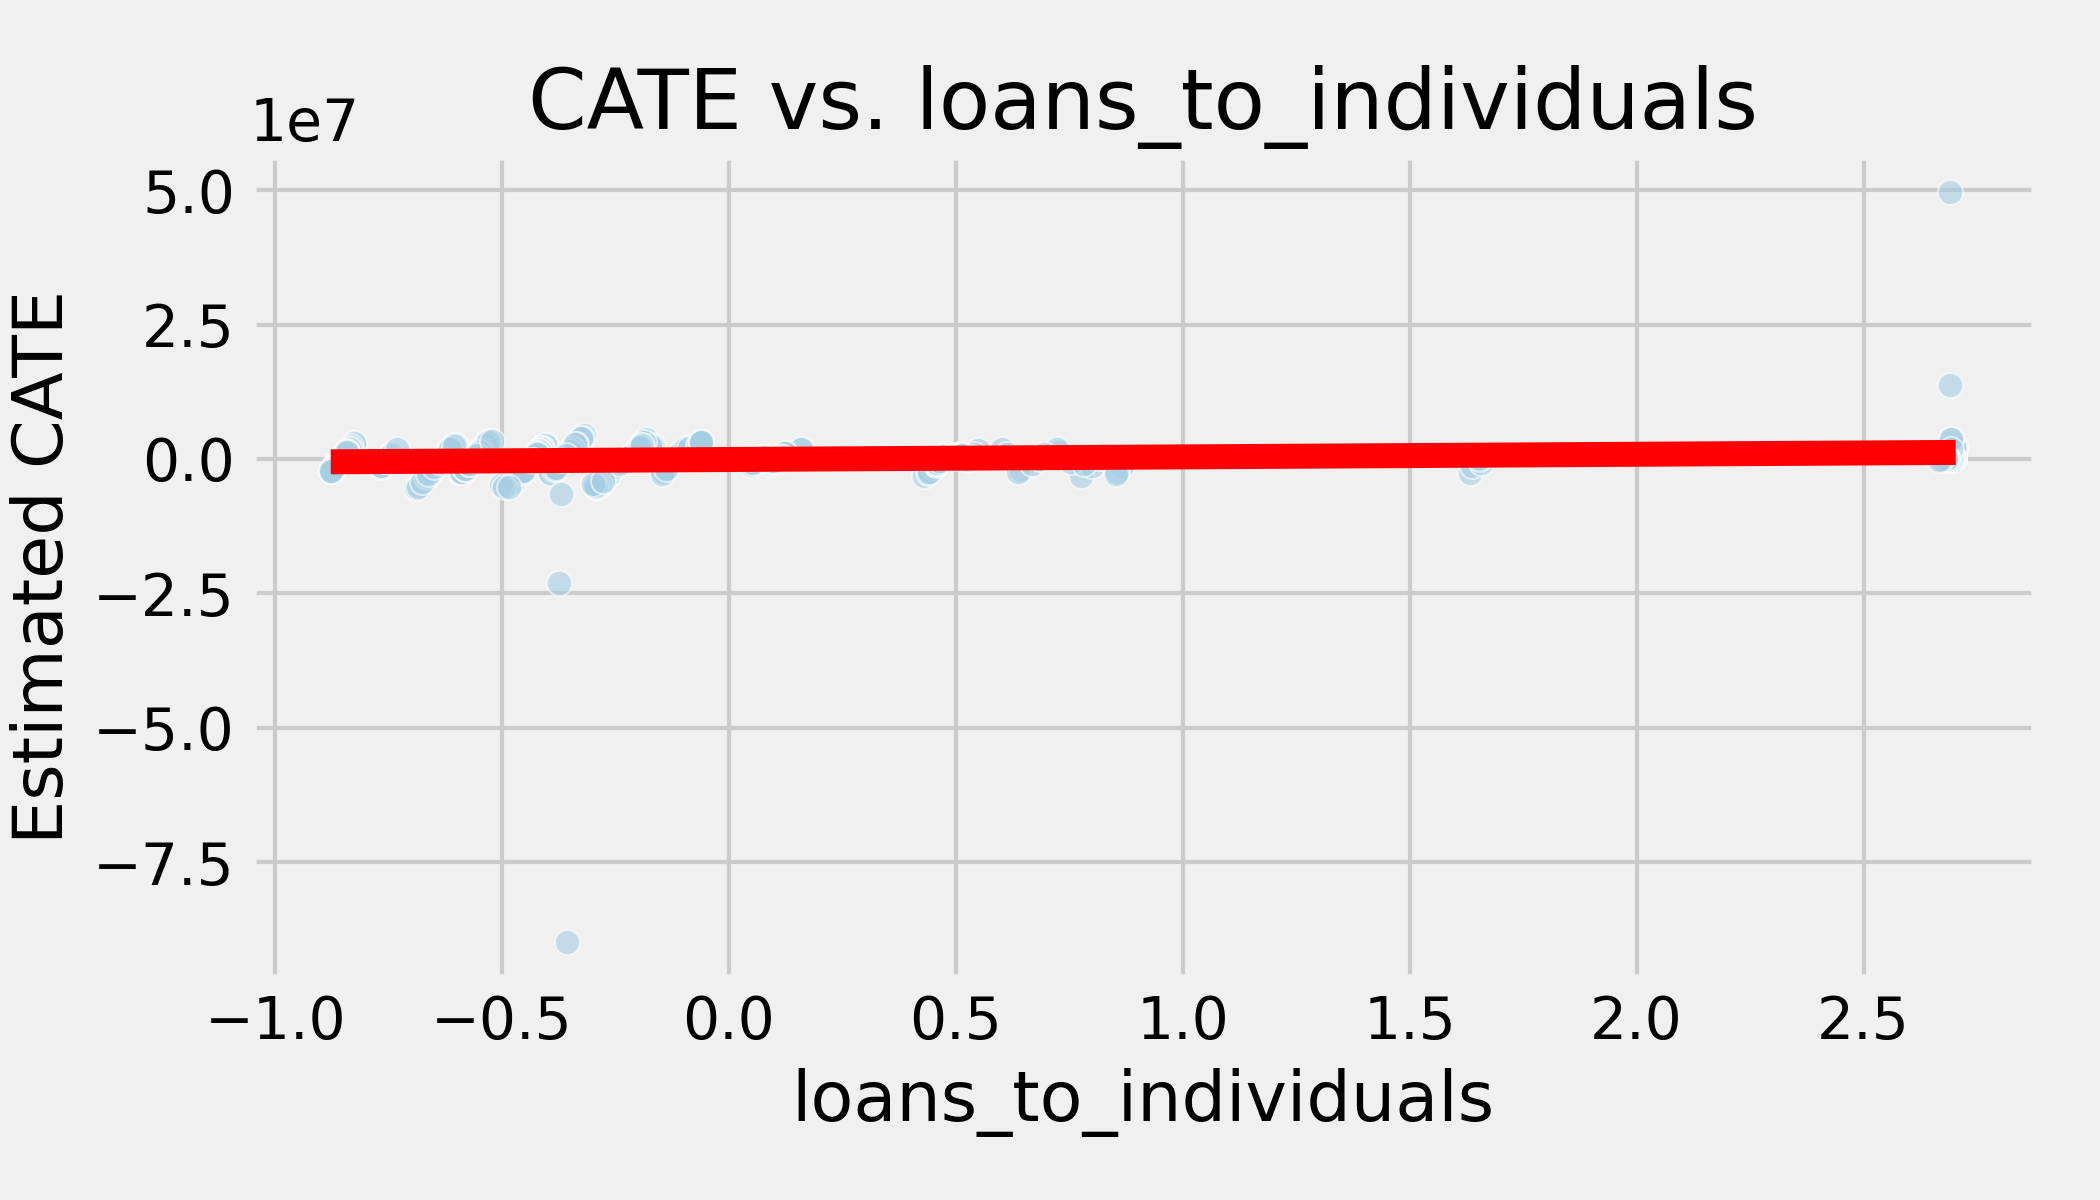 CATE vs. loans_to_individuals
1e7
Estimated CATE
5.0
2.5
0.0
−2.5
−5.0
−7.5
−1.0 −0.5 0.0 0.5 1.0 1.5 2.0 2.5
loans_to_individuals